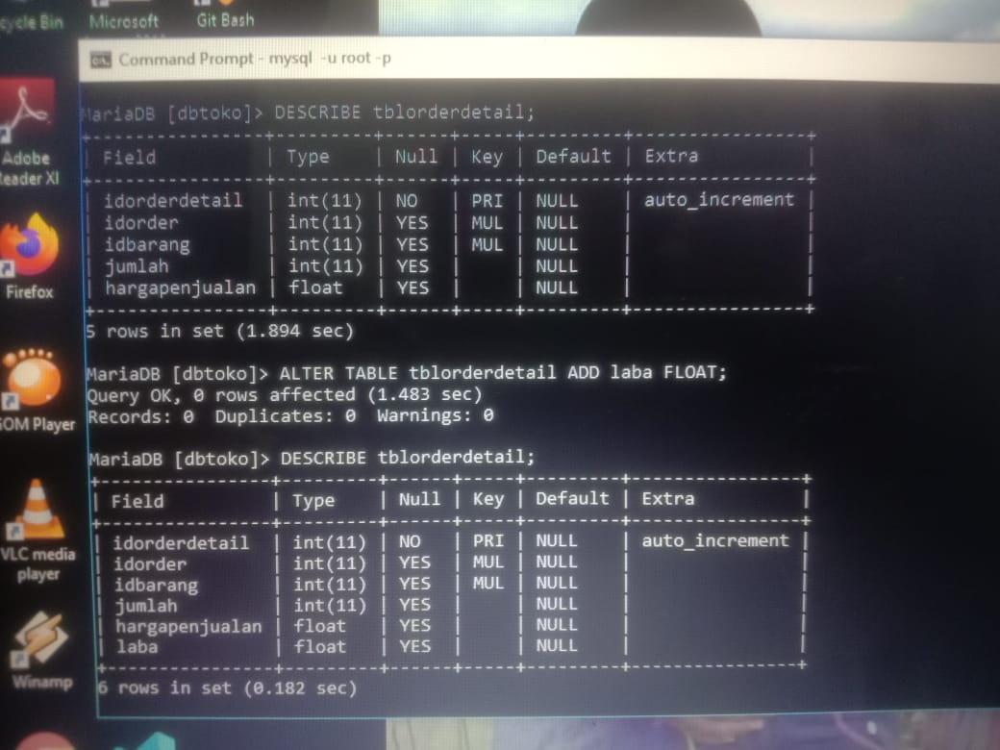 cycle Bin
Microsoft
Git Bash
Command Prompt - mysql -u root -p
MariaDB [dbtoko]> DESCRIBE tblorderdetail;
+----------------+---------+------+-----+---------+----------------+
| Field | Type | Null | Key | Default | Extra |
+----------------+---------+------+-----+---------+----------------+
| idorderdetail | int(11) | NO | PRI | NULL | auto_increment |
| idorder | int(11) | YES | MUL | NULL | |
| idbarang | int(11) | YES | MUL | NULL | |
| jumlah | int(11) | YES | | NULL | |
| hargapenjualan | float | YES | | NULL | |
+----------------+---------+------+-----+---------+----------------+
5 rows in set (1.894 sec)
MariaDB [dbtoko]> ALTER TABLE tblorderdetail ADD laba FLOAT;
Query OK, 0 rows affected (1.483 sec)
Records: 0 Duplicates: 0 Warnings: 0
MariaDB [dbtoko]> DESCRIBE tblorderdetail;
+----------------+---------+------+-----+---------+----------------+
| Field | Type | Null | Key | Default | Extra |
+----------------+---------+------+-----+---------+----------------+
| idorderdetail | int(11) | NO | PRI | NULL | auto_increment |
| idorder | int(11) | YES | MUL | NULL | |
| idbarang | int(11) | YES | MUL | NULL | |
| jumlah | int(11) | YES | | NULL | |
| hargapenjualan | float | YES | | NULL | |
| laba | float | YES | | NULL | |
+----------------+---------+------+-----+---------+----------------+
6 rows in set (0.182 sec)
Adobe
Reader XI
Firefox
GOM Player
VLC media
player
Winamp